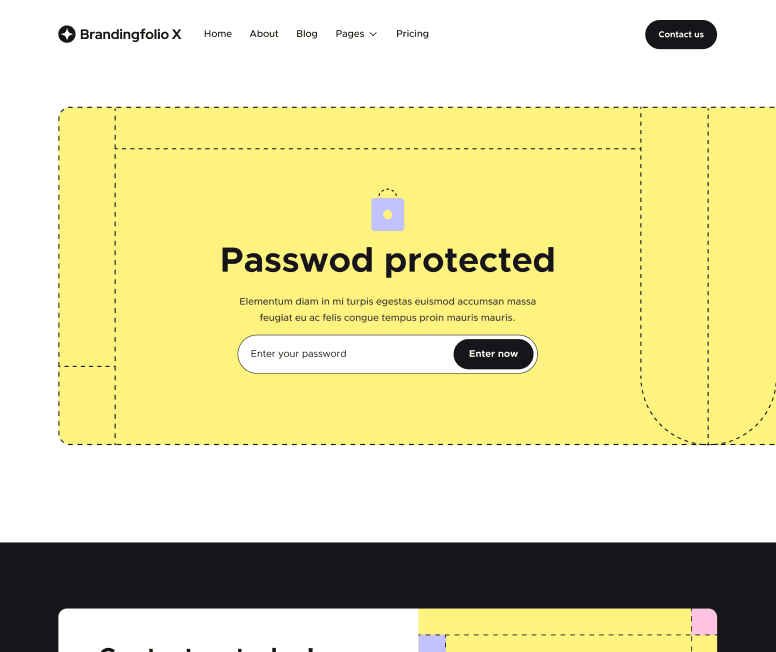 Brandingfolio X
Home About Blog Pages Pricing
Contact us
Passwod protected
Elementum diam in mi turpis egestas euismod accumsan massa
feugiat eu ac felis congue tempus proin mauris mauris.
Enter your password
Enter now